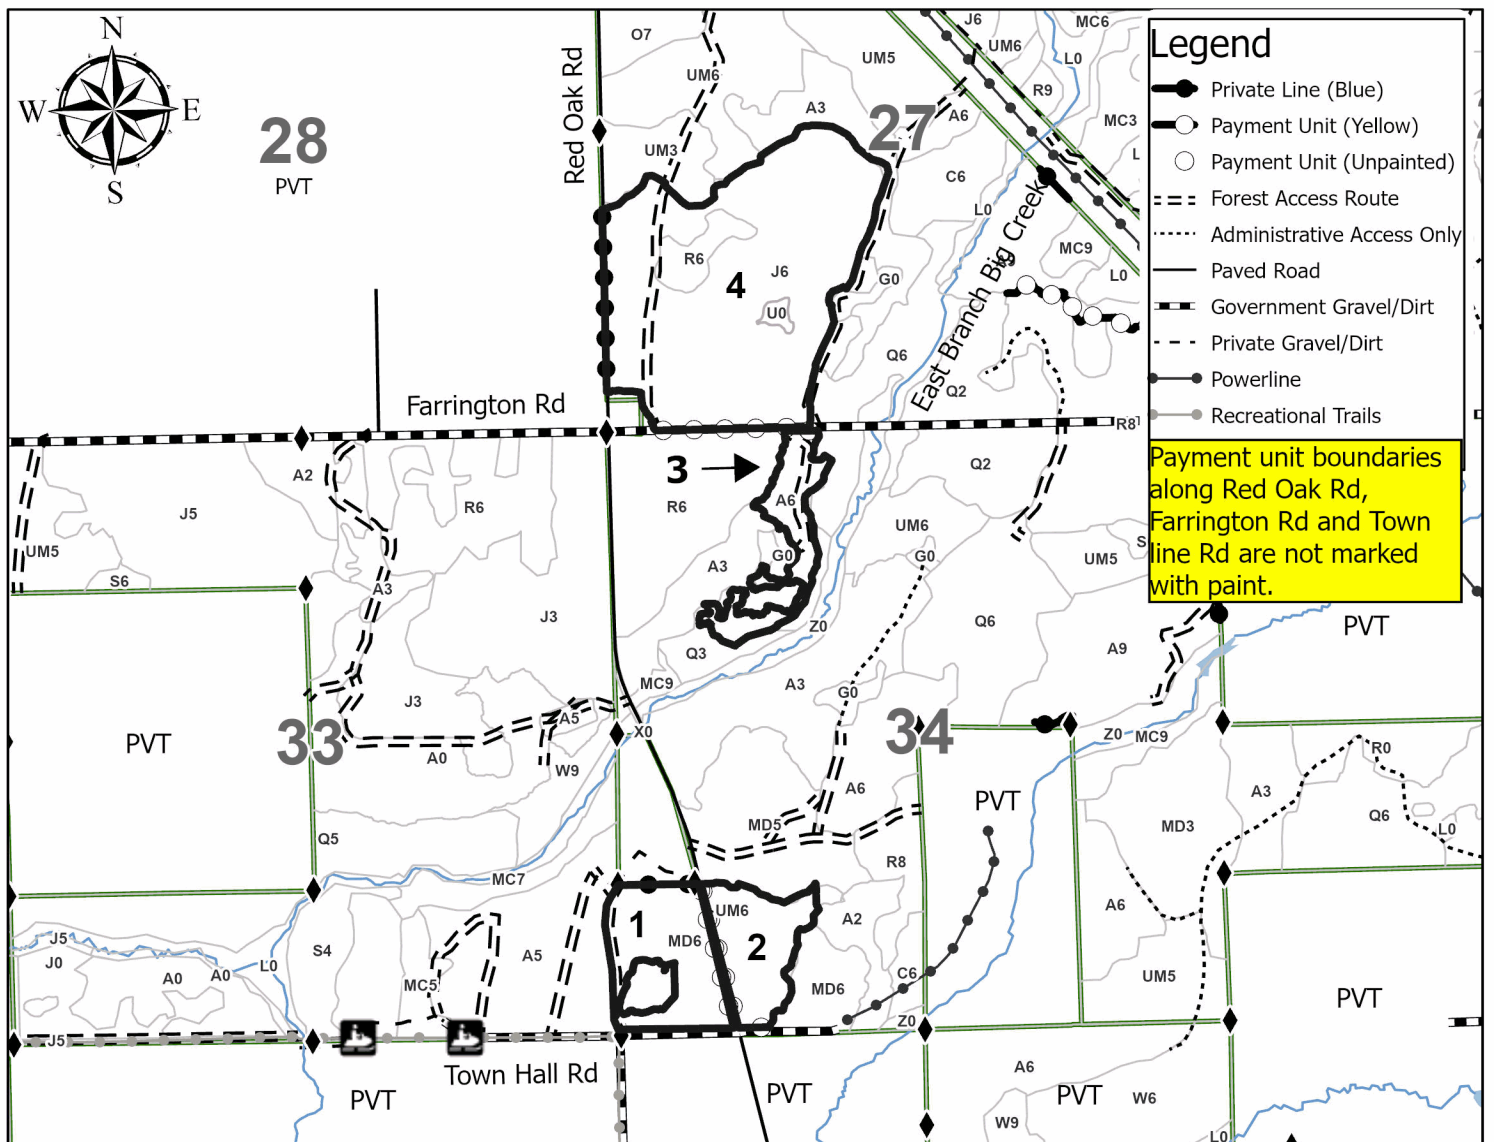 N
W
E
S
28
PVT
Red Oak Rd
O7
UM6
UM5
J6
UM6
MC6
L0
R9
MC3
L
A3
27
A6
UM3
C6
L0
MC9
L0
R6
J6
4
U0
G0
Q6
Q2
East Branch Big Creek
Legend
Private Line (Blue)
Payment Unit (Yellow)
Payment Unit (Unpainted)
Forest Access Route
Administrative Access Only
Paved Road
Government Gravel/Dirt
Private Gravel/Dirt
Powerline
Recreational Trails
Payment unit boundaries
along Red Oak Rd,
Farrington Rd and Town
line Rd are not marked
with paint.
Farrington Rd
R8
A2
J5
R6
3
R6
A6
Q2
UM6
UM5
S6
A3
A3
G0
G0
UM5
S
J3
Z0
Q6
A9
PVT
Q3
MC9
A3
G0
J3
33
PVT
A5
X0
34
Z0
MC9
R0
A0
W9
A6
PVT
A3
Q6
L0
MD5
MD3
Q5
MC7
R8
UM6
1
MD6
2
A2
A6
J5
J0
A0
A0
L0
S4
MC5
A5
MD6
C6
UM5
PVT
J5
Z0
Town Hall Rd
PVT
PVT
A6
PVT
W6
W9
L0